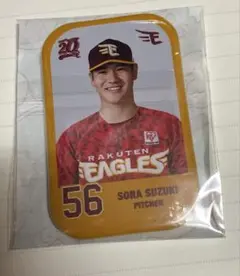 20
RAKUTEN
EAGLES
56
SORA SUZUKI
PITCHER